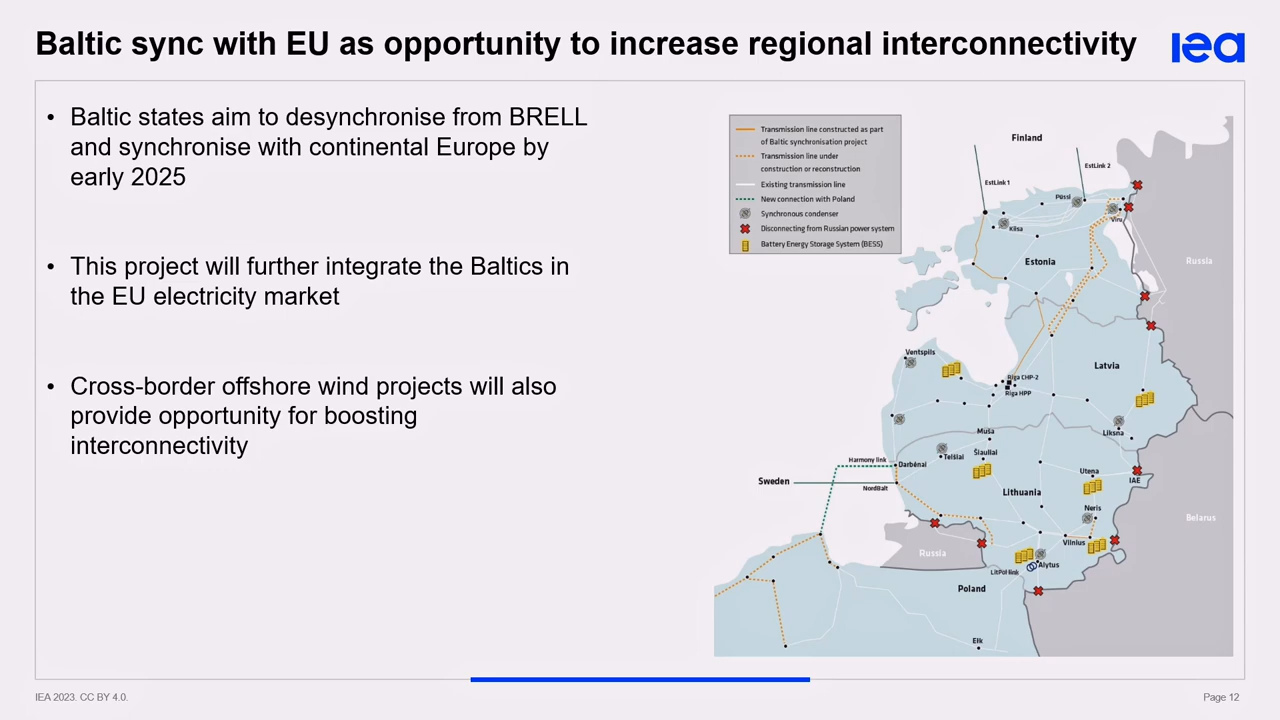 Baltic sync with EU as opportunity to increase regional interconnectivity
iea
• Baltic states aim to desynchronise from BRELL
and synchronise with continental Europe by
early 2025
• This project will further integrate the Baltics in
the EU electricity market
• Cross-border offshore wind projects will also
provide opportunity for boosting
interconnectivity
Transmission line constructed as part
of Baltic synchronisation project
Transmission line under
construction or reconstruction
Existing transmission line
New connection with Poland
Synchronous condenser
Disconnecting from Russian power system
Battery Energy Storage System (BESS)
Finland
EstLink 1
EstLink 2
Püssi
Viru
Kiisa
Estonia
Russia
Ventspils
Latvia
Riga CHP-2
Riga HPP
Līksna
Mūša
Harmony link
Darbėnai
Telšiai
Šiauliai
Sweden
NordBalt
Utena
IAE
Lithuania
Neris
Belarus
Vilnius
Russia
LitPol link
Alytus
Poland
Ełk
IEA 2023. CC BY 4.0.
Page 12